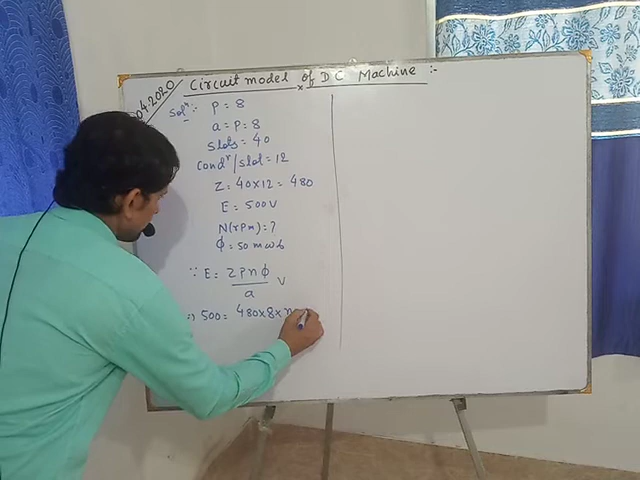 04.2020
Circuit model of DC Machine :-
Solⁿ :- P = 8
a = P = 8
Slots = 40
Condʳ/slot = 12
Z = 40×12 = 480
E = 500 V
N(rPm) = ?
ϕ = 50 mwb
∵ E = ZPnϕ/a V
⇒ 500 = 480×8×n